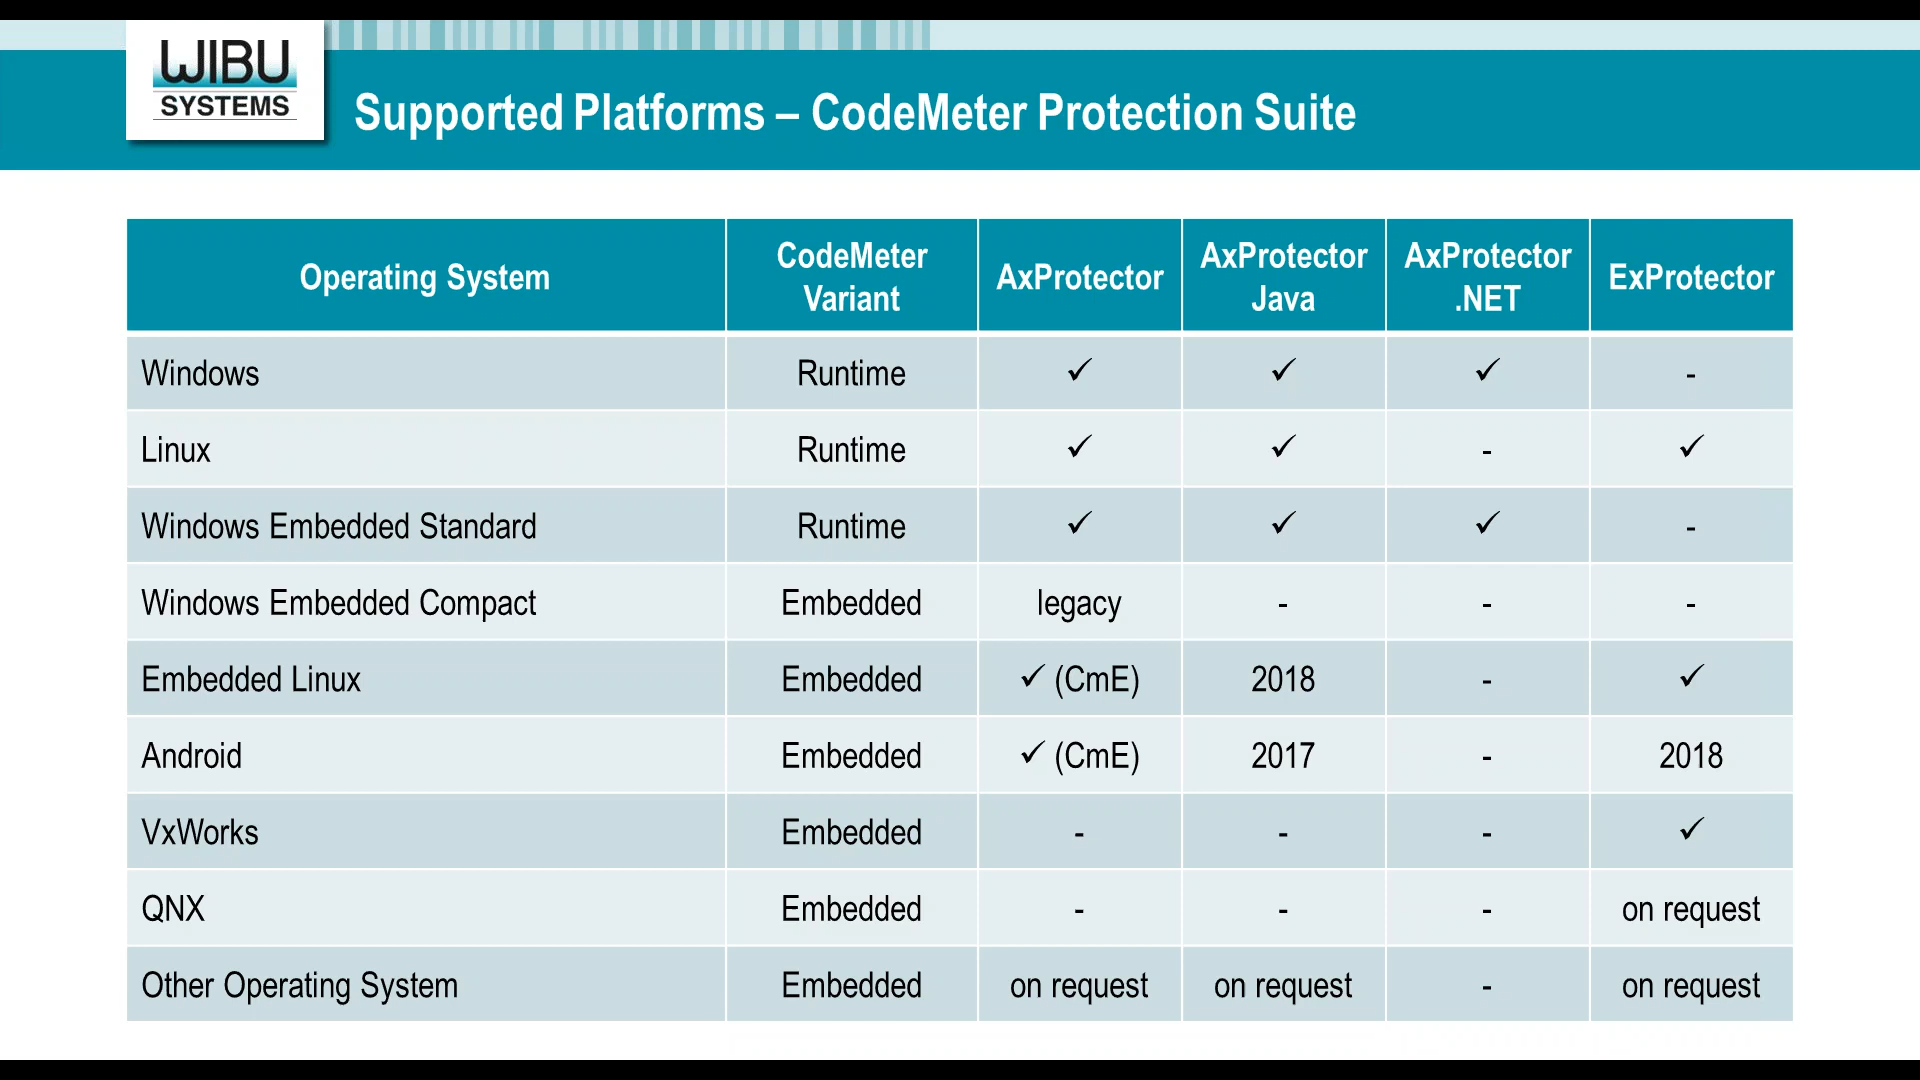 WIBU
SYSTEMS
Supported Platforms – CodeMeter Protection Suite
Operating System CodeMeter Variant AxProtector AxProtector Java AxProtector .NET ExProtector
Windows Runtime ✓ ✓ ✓ -
Linux Runtime ✓ ✓ - ✓
Windows Embedded Standard Runtime ✓ ✓ ✓ -
Windows Embedded Compact Embedded legacy - - -
Embedded Linux Embedded ✓ (CmE) 2018 - ✓
Android Embedded ✓ (CmE) 2017 - 2018
VxWorks Embedded - - - ✓
QNX Embedded - - - on request
Other Operating System Embedded on request on request - on request